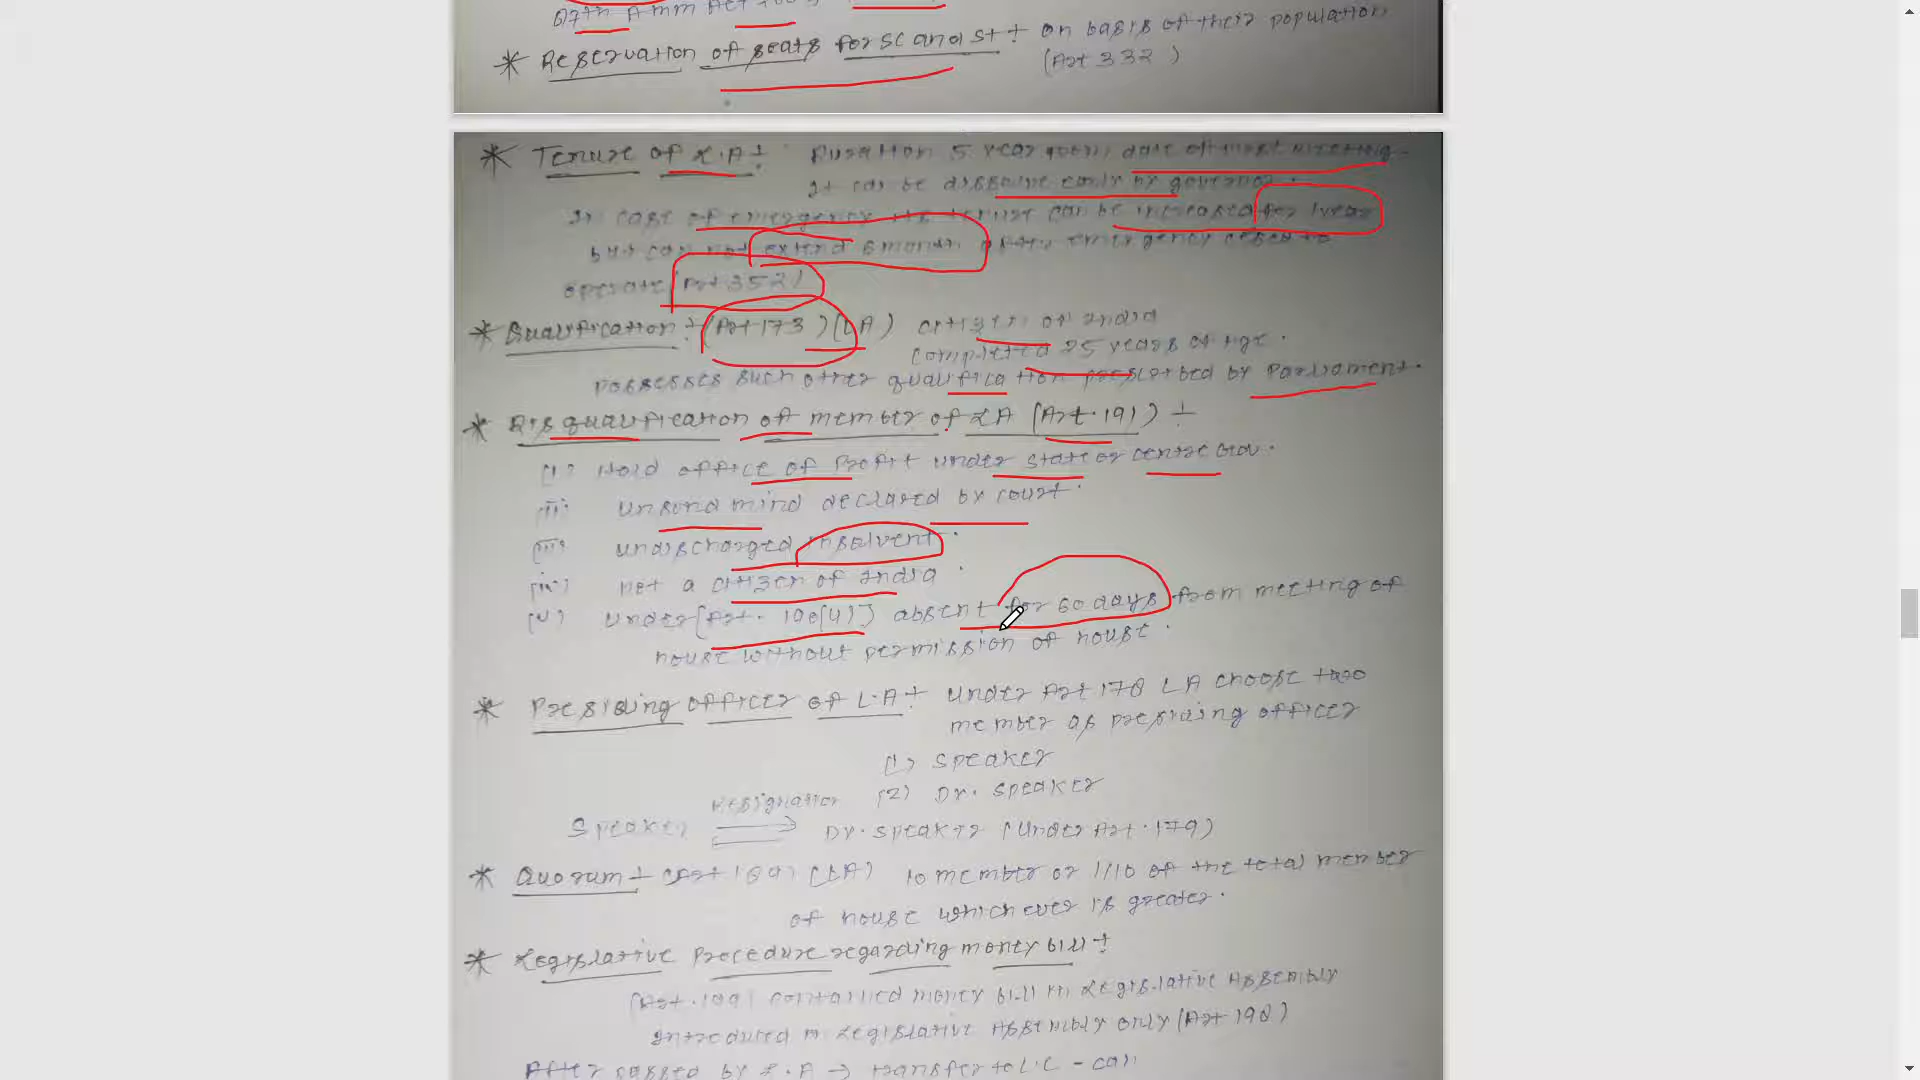 07th Amm Act
* Reservation of seats for SC and ST ÷ on basis of their population
(Art 332)
* Tenure of L.A ÷ Duration 5 year from date of first meeting
It can be dissolve early by governor.
In case of emergency its tenure can be increased for 1 year
but can not extend 6 month after emergency cease to
operate (Art 352)
* Qualification ÷ (Art 173) (LA) citizen of India
completed 25 years of age.
possesses such other qualification prescribed by Parliament.
* Disqualification of member of LA (Art. 191) ÷
(i) Hold office of Profit under state or centre Gov.
(ii) unsound mind declared by court.
(iii) undischarged insolvent.
(iv) not a citizen of India.
(v) under [Art. 190(4)] absent for 60 days from meeting of
house without permission of house.
* Presiding officer of L.A ÷ under Art 178 LA choose two
member as presiding officer
(1) Speaker
Resignation (2) Dy. speaker
Speaker ⇌ Dy. speaker (under Art. 179)
* Quorum ÷ (Art 189) (LA) 10 member or 1/10 of the total member
of house which ever is greater.
* Legislative Procedure regarding money bill ÷
(Art. 199) contained money bill in Legislative Assembly
introduced in Legislative Assembly only (Art 198)
After passed by L.A → transfer to L.C - can